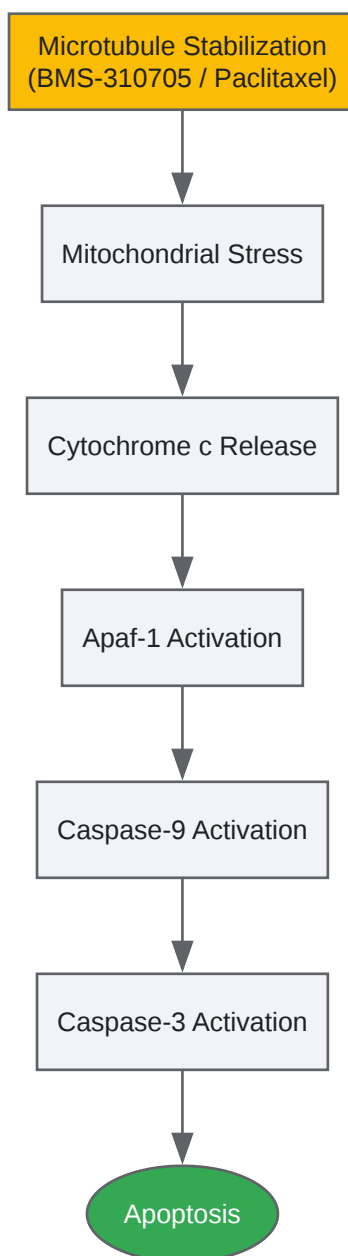 Microtubule Stabilization
(BMS-310705 / Paclitaxel)
Mitochondrial Stress
Cytochrome c Release
Apaf-1 Activation
Caspase-9 Activation
Caspase-3 Activation
Apoptosis